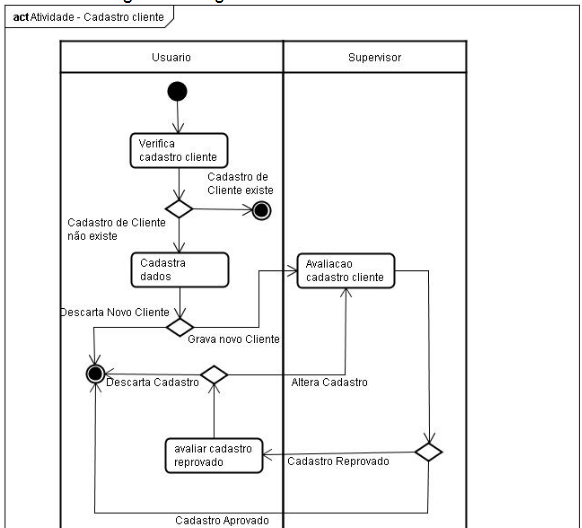 act Atividade - Cadastro cliente
Usuario
Supervisor
Verifica
cadastro cliente
Cadastro de
Cliente existe
Cadastro de Cliente
não existe
Cadastra
dados
Avaliacao
cadastro cliente
Descarta Novo Cliente
Grava novo Cliente
Descarta Cadastro
Altera Cadastro
avaliar cadastro
reprovado
Cadastro Reprovado
Cadastro Aprovado